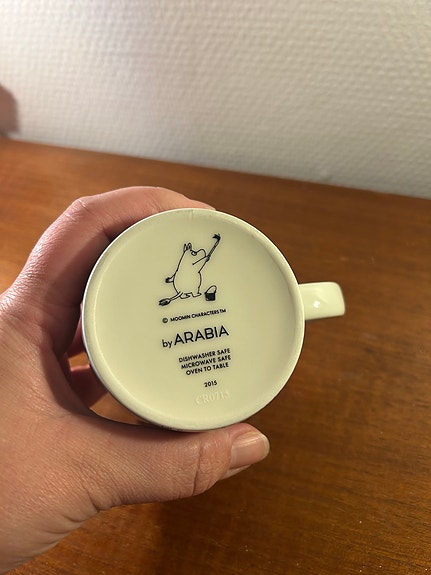 © MOOMIN CHARACTERS™
by ARABIA
DISHWASHER SAFE
MICROWAVE SAFE
OVEN TO TABLE
2015